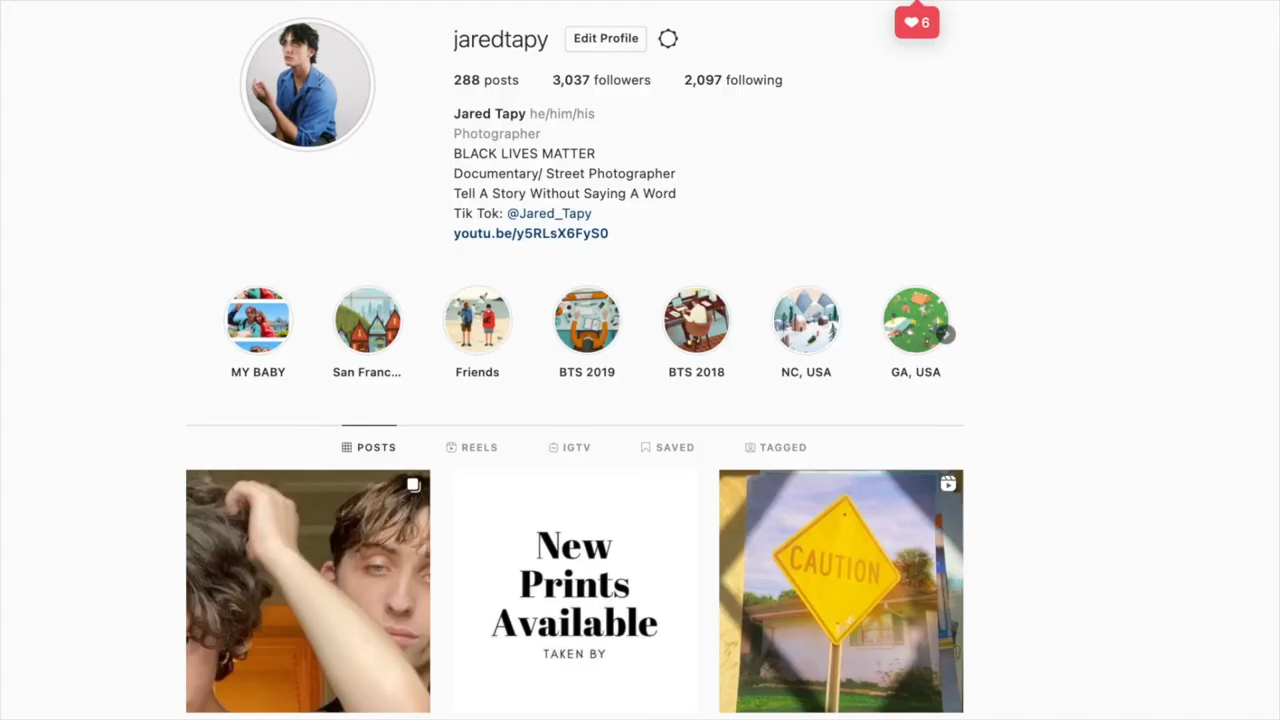 6
jaredtapy Edit Profile
288 posts 3,037 followers 2,097 following
Jared Tapy he/him/his
Photographer
BLACK LIVES MATTER
Documentary/ Street Photographer
Tell A Story Without Saying A Word
Tik Tok: @Jared_Tapy
youtu.be/y5RLsX6FyS0
MY BABY San Franc... Friends BTS 2019 BTS 2018 NC, USA GA, USA
POSTS REELS IGTV SAVED TAGGED
New
Prints
Available
TAKEN BY
CAUTION